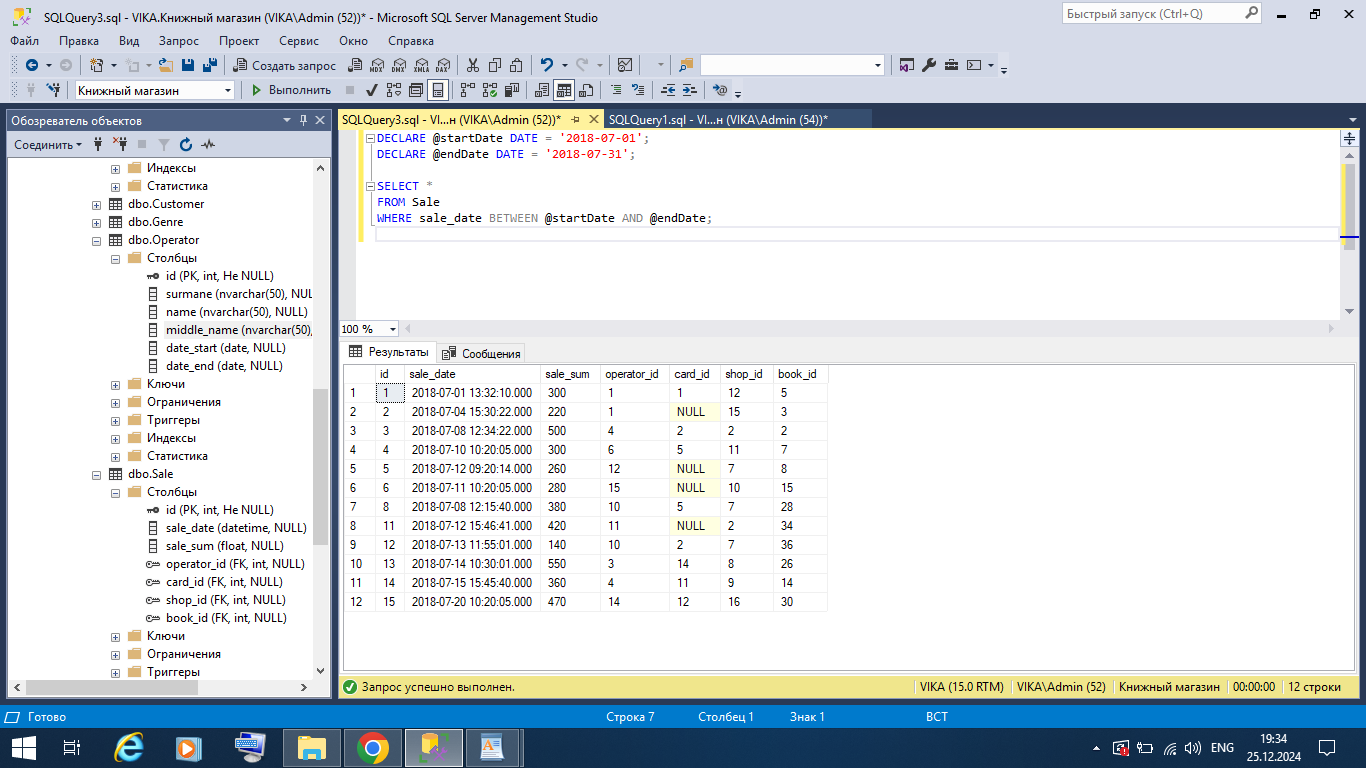 SQLQuery3.sql - VIKA.Книжный магазин (VIKA\Admin (52))* - Microsoft SQL Server Management Studio
Быстрый запуск (Ctrl+Q)
Файл Правка Вид Запрос Проект Сервис Окно Справка
Создать запрос MDX DMX XMLA DAX
Книжный магазин Выполнить
Обозреватель объектов
SQLQuery3.sql - VI...н (VIKA\Admin (52))* SQLQuery1.sql - VI...н (VIKA\Admin (54))*
Соединить
Индексы
Статистика
dbo.Customer
dbo.Genre
dbo.Operator
Столбцы
id (PK, int, Не NULL)
surmane (nvarchar(50), NUL
name (nvarchar(50), NULL)
middle_name (nvarchar(50),
date_start (date, NULL)
date_end (date, NULL)
Ключи
Ограничения
Триггеры
Индексы
Статистика
dbo.Sale
Столбцы
id (PK, int, Не NULL)
sale_date (datetime, NULL)
sale_sum (float, NULL)
operator_id (FK, int, NULL)
card_id (FK, int, NULL)
shop_id (FK, int, NULL)
book_id (FK, int, NULL)
Ключи
Ограничения
Триггеры
DECLARE @startDate DATE = '2018-07-01';
DECLARE @endDate DATE = '2018-07-31';
SELECT *
FROM Sale
WHERE sale_date BETWEEN @startDate AND @endDate;
100 %
Результаты Сообщения
id sale_date sale_sum operator_id card_id shop_id book_id
1 1 2018-07-01 13:32:10.000 300 1 1 12 5
2 2 2018-07-04 15:30:22.000 220 1 NULL 15 3
3 3 2018-07-08 12:34:22.000 500 4 2 2 2
4 4 2018-07-10 10:20:05.000 300 6 5 11 7
5 5 2018-07-12 09:20:14.000 260 12 NULL 7 8
6 6 2018-07-11 10:20:05.000 280 15 NULL 10 15
7 8 2018-07-08 12:15:40.000 380 10 5 7 28
8 11 2018-07-12 15:46:41.000 420 11 NULL 2 34
9 12 2018-07-13 11:55:01.000 140 10 2 7 36
10 13 2018-07-14 10:30:01.000 550 3 14 8 26
11 14 2018-07-15 15:45:40.000 360 4 11 9 14
12 15 2018-07-20 10:20:05.000 470 14 12 16 30
Запрос успешно выполнен. VIKA (15.0 RTM) VIKA\Admin (52) Книжный магазин 00:00:00 12 строки
Готово Строка 7 Столбец 1 Знак 1 ВСТ
ENG 19:34
25.12.2024